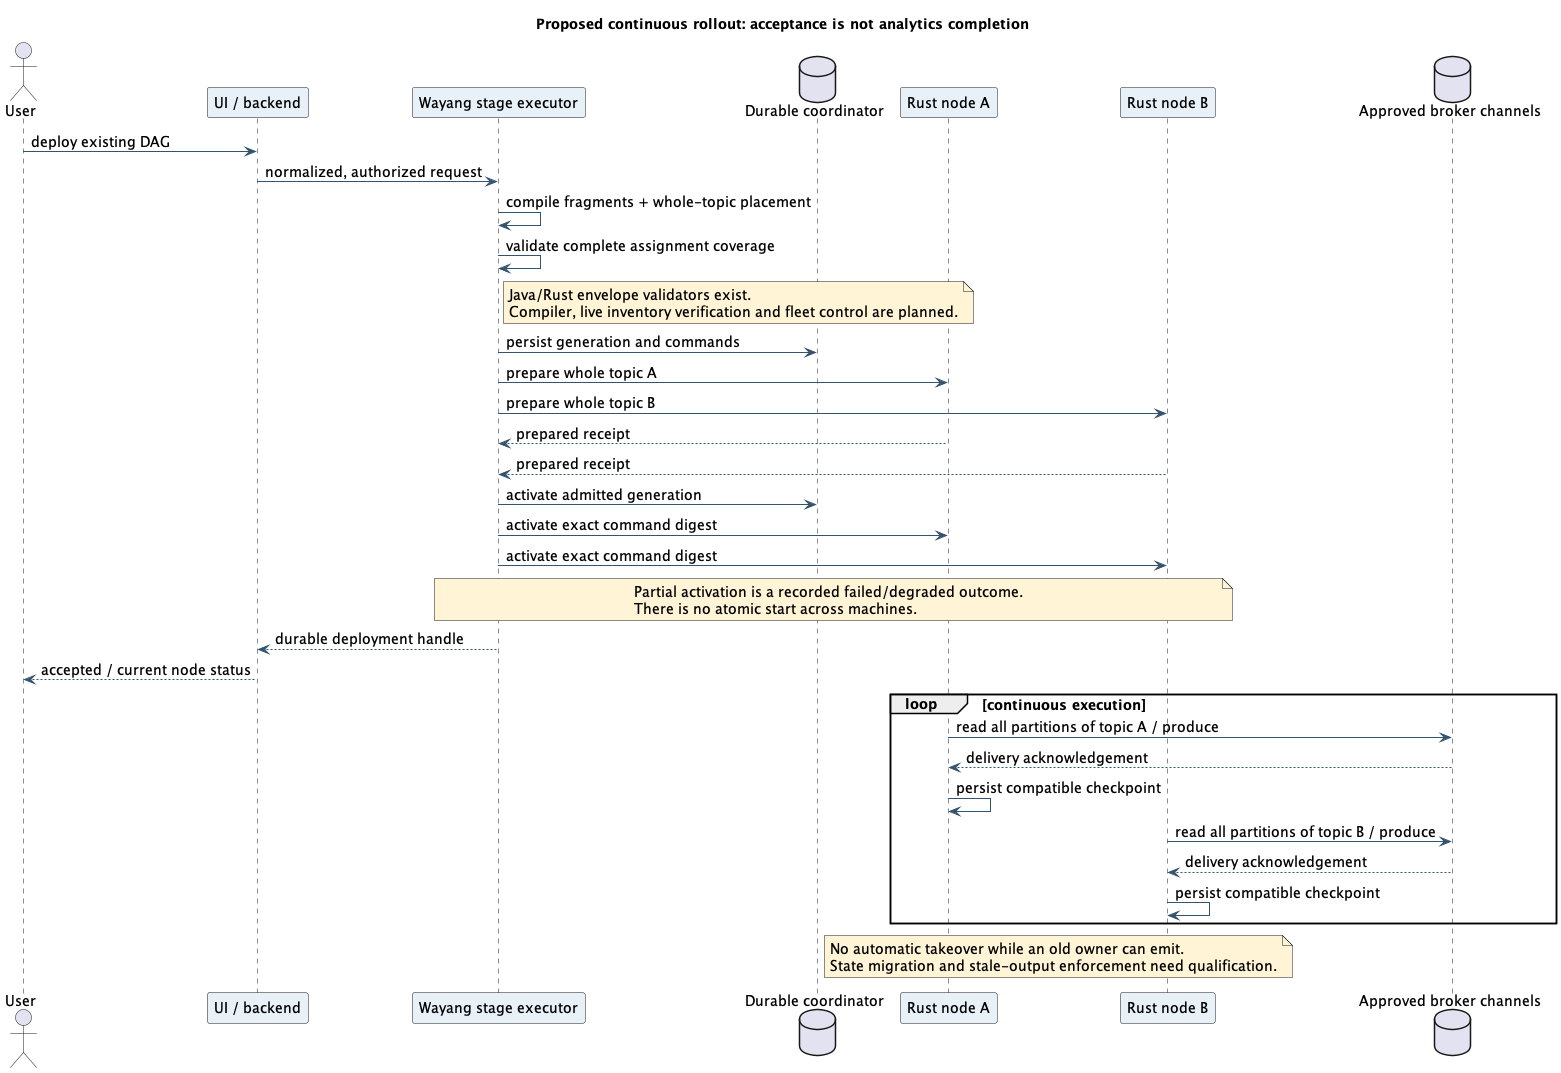 Proposed continuous rollout: acceptance is not analytics completion
User
UI / backend
Wayang stage executor
Durable coordinator
Rust node A
Rust node B
Approved broker channels
deploy existing DAG
normalized, authorized request
compile fragments + whole-topic placement
validate complete assignment coverage
Java/Rust envelope validators exist.
Compiler, live inventory verification and fleet control are planned.
persist generation and commands
prepare whole topic A
prepare whole topic B
prepared receipt
prepared receipt
activate admitted generation
activate exact command digest
activate exact command digest
Partial activation is a recorded failed/degraded outcome.
There is no atomic start across machines.
durable deployment handle
accepted / current node status
loop
[continuous execution]
read all partitions of topic A / produce
delivery acknowledgement
persist compatible checkpoint
read all partitions of topic B / produce
delivery acknowledgement
persist compatible checkpoint
No automatic takeover while an old owner can emit.
State migration and stale-output enforcement need qualification.
User
UI / backend
Wayang stage executor
Durable coordinator
Rust node A
Rust node B
Approved broker channels